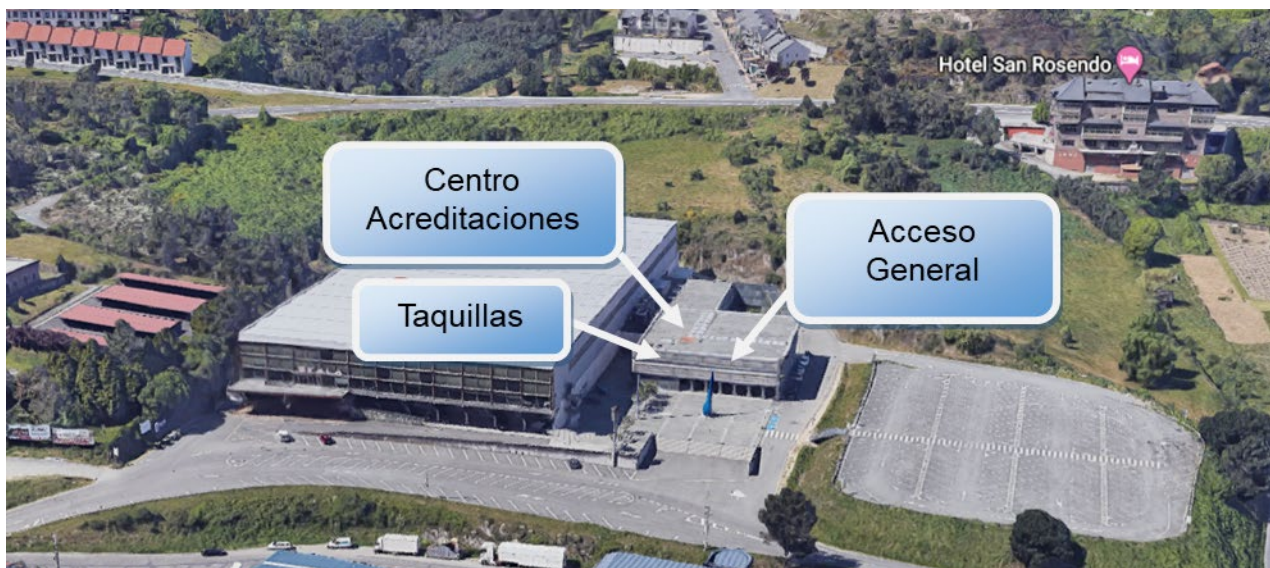 Hotel San Rosendo
Centro
Acreditaciones
Acceso
General
Taquillas